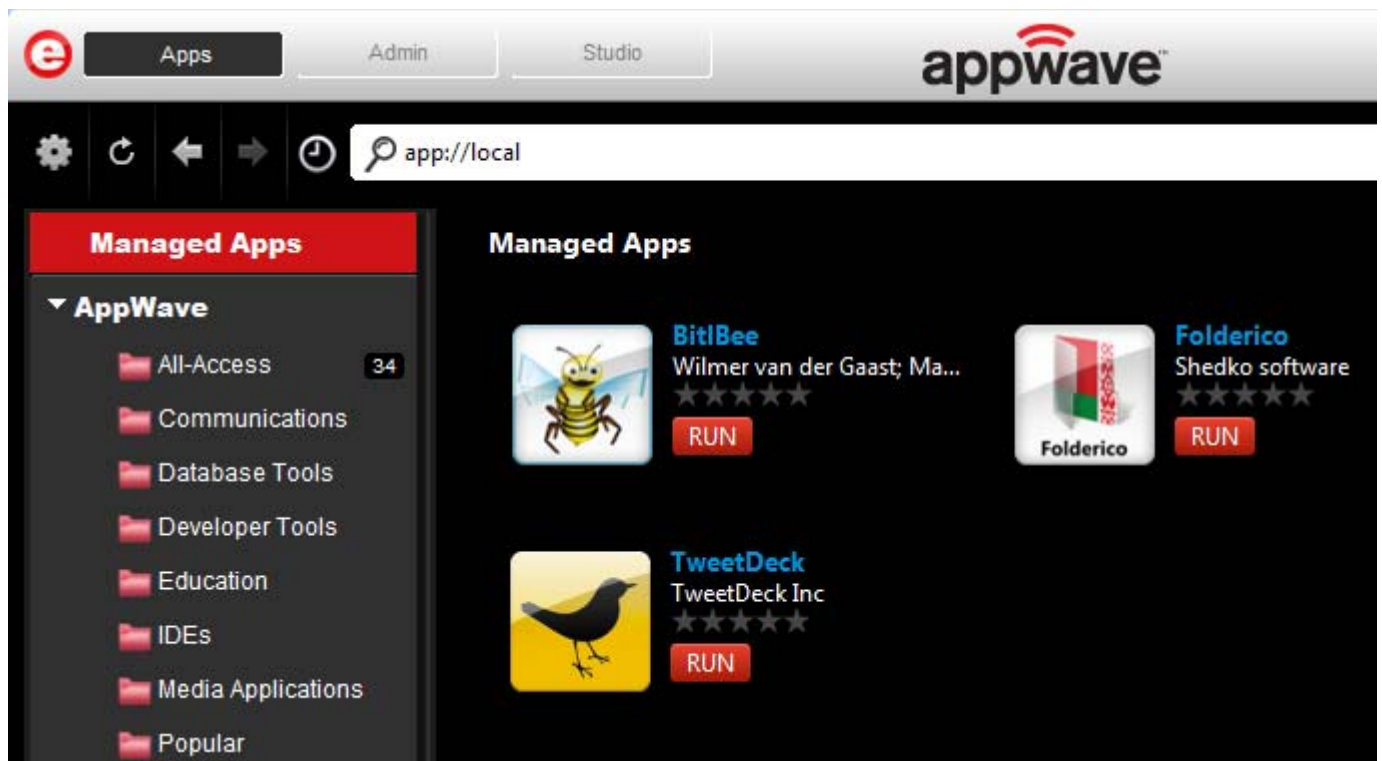 e
Apps
Admin
Studio
appwave™
app://local
Managed Apps
AppWave
All-Access 34
Communications
Database Tools
Developer Tools
Education
IDEs
Media Applications
Popular
Managed Apps
BitlBee
Wilmer van der Gaast; Ma...
RUN
Folderico
Folderico
Shedko software
RUN
TweetDeck
TweetDeck Inc
RUN